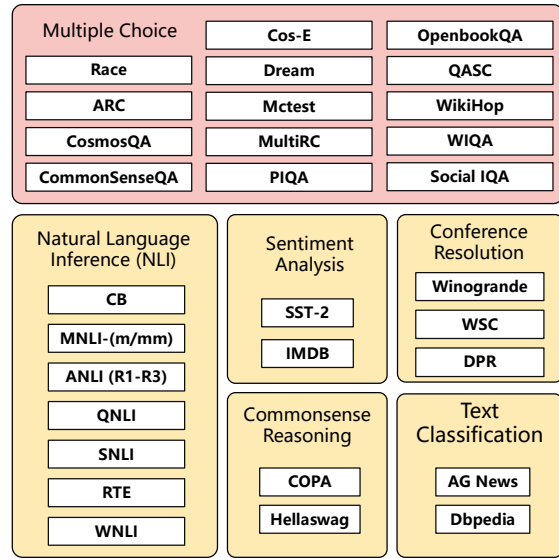 Multiple Choice
Race
ARC
CosmosQA
CommonSenseQA
Cos-E
Dream
Mctest
MultiRC
PIQA
OpenbookQA
QASC
WikiHop
WIQA
Social IQA
Natural Language
Inference (NLI)
CB
MNLI-(m/mm)
ANLI (R1-R3)
QNLI
SNLI
RTE
WNLI
Sentiment
Analysis
SST-2
IMDB
Conference
Resolution
Winogrande
WSC
DPR
Commonsense
Reasoning
COPA
Hellaswag
Text
Classification
AG News
Dbpedia